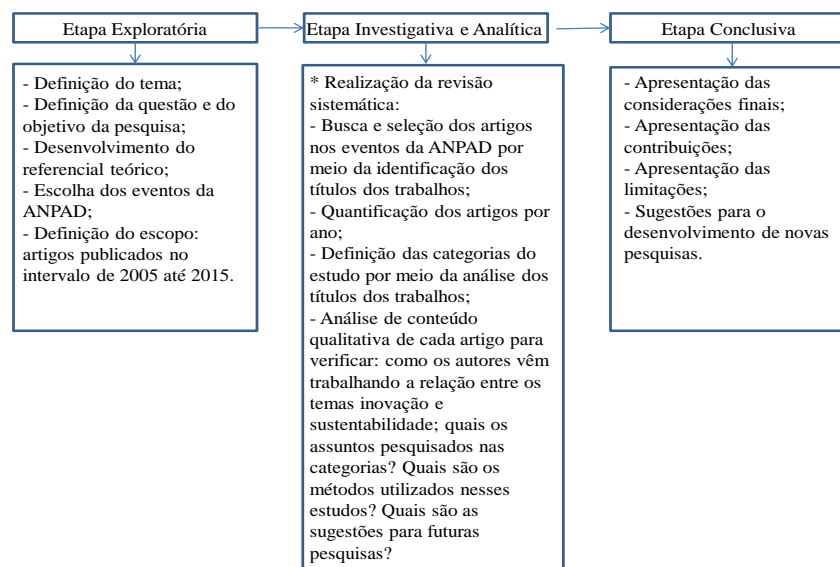 Etapa Exploratória
Etapa Investigativa e Analítica
Etapa Conclusiva
- Definição do tema;
- Definição da questão e do
objetivo da pesquisa;
- Desenvolvimento do
referencial teórico;
- Escolha dos eventos da
ANPAD;
- Definição do escopo:
artigos publicados no
intervalo de 2005 até 2015.
* Realização da revisão
sistemática:
- Busca e seleção dos artigos
nos eventos da ANPAD por
meio da identificação dos
títulos dos trabalhos;
- Quantificação dos artigos por
ano;
- Definição das categorias do
estudo por meio da análise dos
títulos dos trabalhos;
- Análise de conteúdo
qualitativa de cada artigo para
verificar: como os autores vêm
trabalhando a relação entre os
temas inovação e
sustentabilidade; quais os
assuntos pesquisados nas
categorias? Quais são os
métodos utilizados nesses
estudos? Quais são as
sugestões para futuras
pesquisas?
- Apresentação das
considerações finais;
- Apresentação das
contribuições;
- Apresentação das
limitações;
- Sugestões para o
desenvolvimento de novas
pesquisas.